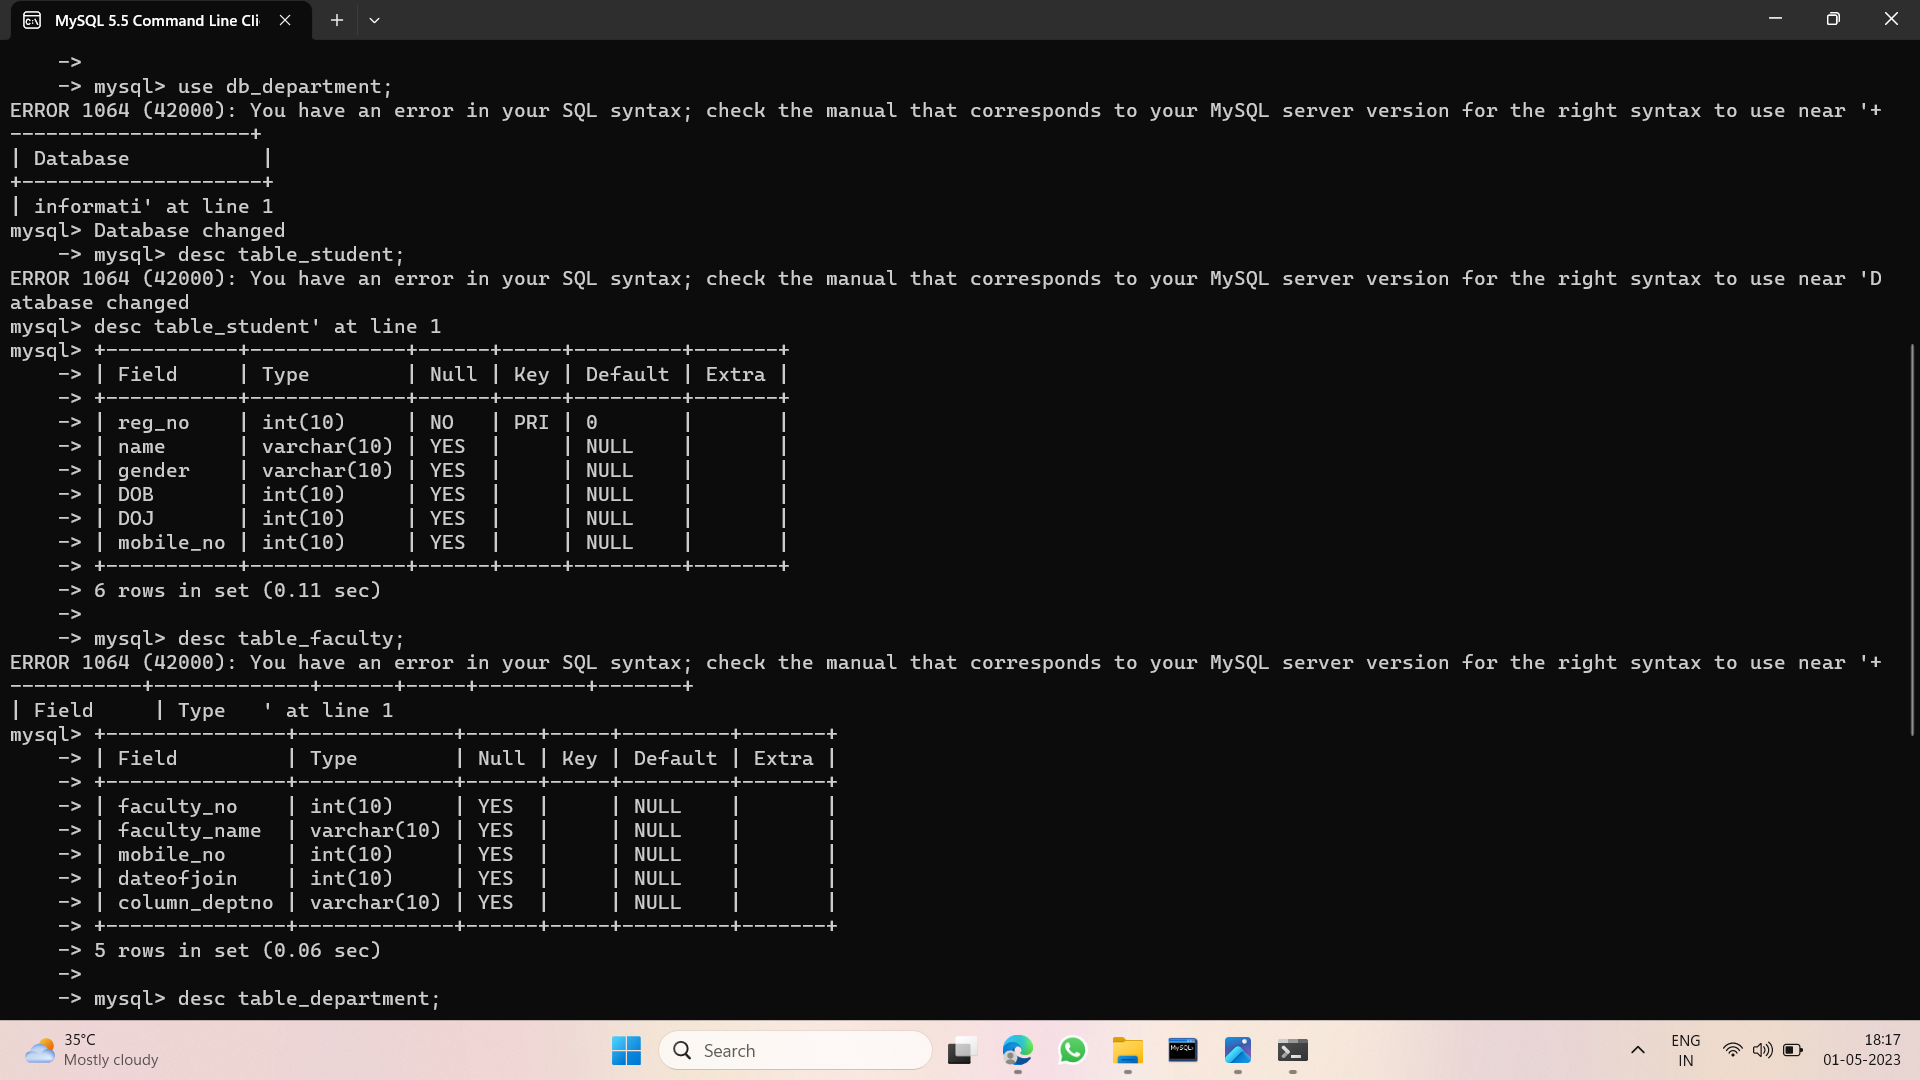 MySQL 5.5 Command Line Cli
    ->
    -> mysql> use db_department;
ERROR 1064 (42000): You have an error in your SQL syntax; check the manual that corresponds to your MySQL server version for the right syntax to use near '+
--------------------+
| Database           |
+--------------------+
| informati' at line 1
mysql> Database changed
    -> mysql> desc table_student;
ERROR 1064 (42000): You have an error in your SQL syntax; check the manual that corresponds to your MySQL server version for the right syntax to use near 'D
atabase changed
mysql> desc table_student' at line 1
mysql> +-----------+-------------+------+-----+---------+-------+
    -> | Field     | Type        | Null | Key | Default | Extra |
    -> +-----------+-------------+------+-----+---------+-------+
    -> | reg_no    | int(10)     | NO   | PRI | 0       |       |
    -> | name      | varchar(10) | YES  |     | NULL    |       |
    -> | gender    | varchar(10) | YES  |     | NULL    |       |
    -> | DOB       | int(10)     | YES  |     | NULL    |       |
    -> | DOJ       | int(10)     | YES  |     | NULL    |       |
    -> | mobile_no | int(10)     | YES  |     | NULL    |       |
    -> +-----------+-------------+------+-----+---------+-------+
    -> 6 rows in set (0.11 sec)
    ->
    -> mysql> desc table_faculty;
ERROR 1064 (42000): You have an error in your SQL syntax; check the manual that corresponds to your MySQL server version for the right syntax to use near '+
-----------+-------------+------+-----+---------+-------+
| Field     | Type   ' at line 1
mysql> +---------------+-------------+------+-----+---------+-------+
    -> | Field         | Type        | Null | Key | Default | Extra |
    -> +---------------+-------------+------+-----+---------+-------+
    -> | faculty_no    | int(10)     | YES  |     | NULL    |       |
    -> | faculty_name  | varchar(10) | YES  |     | NULL    |       |
    -> | mobile_no     | int(10)     | YES  |     | NULL    |       |
    -> | dateofjoin    | int(10)     | YES  |     | NULL    |       |
    -> | column_deptno | varchar(10) | YES  |     | NULL    |       |
    -> +---------------+-------------+------+-----+---------+-------+
    -> 5 rows in set (0.06 sec)
    ->
    -> mysql> desc table_department;
35°C
Mostly cloudy
Search
MySQL
ENG
IN
18:17
01-05-2023